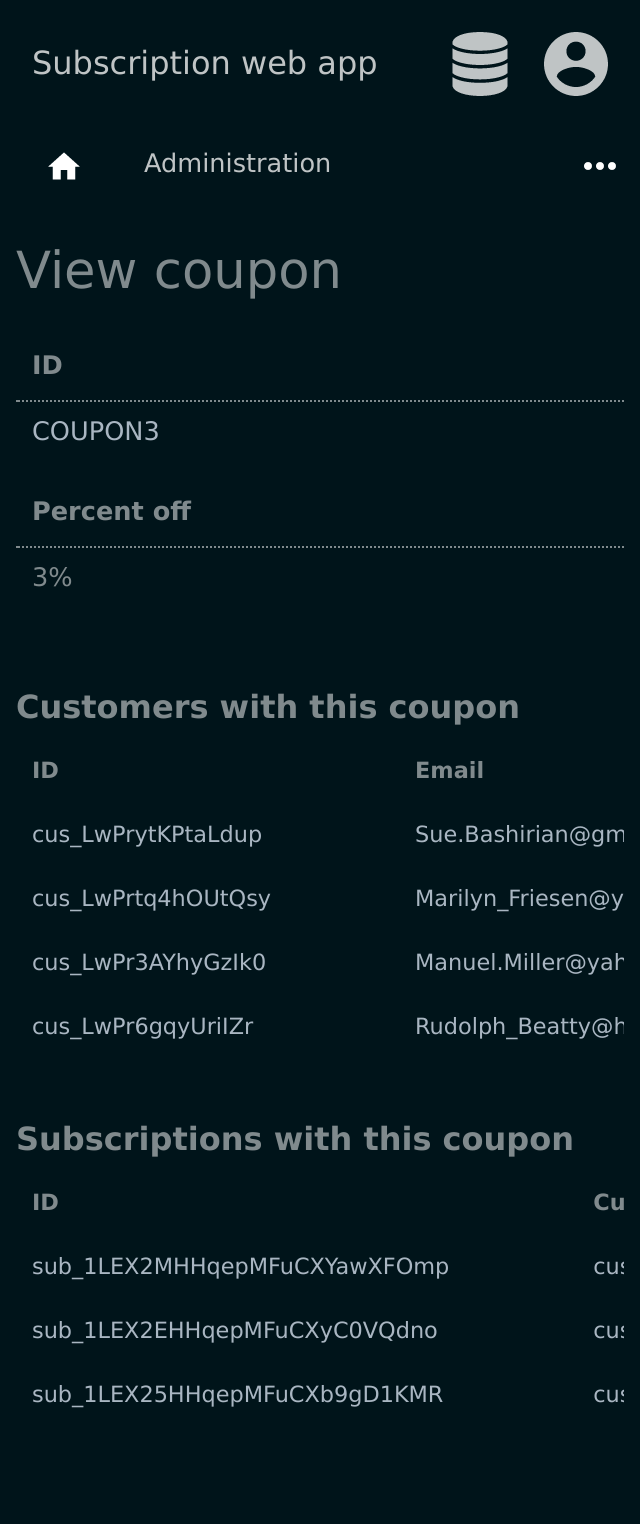 Subscription web app
Administration
View coupon
ID
COUPON3
Percent off
3%
Customers with this coupon
ID Email
cus_LwPrytKPtaLdup Sue.Bashirian@gm
cus_LwPrtq4hOUtQsy Marilyn_Friesen@y
cus_LwPr3AYhyGzIk0 Manuel.Miller@yah
cus_LwPr6gqyUriIZr Rudolph_Beatty@h
Subscriptions with this coupon
ID Cu
sub_1LEX2MHHqepMFuCXYawXFOmp cus
sub_1LEX2EHHqepMFuCXyC0VQdno cus
sub_1LEX25HHqepMFuCXb9gD1KMR cus